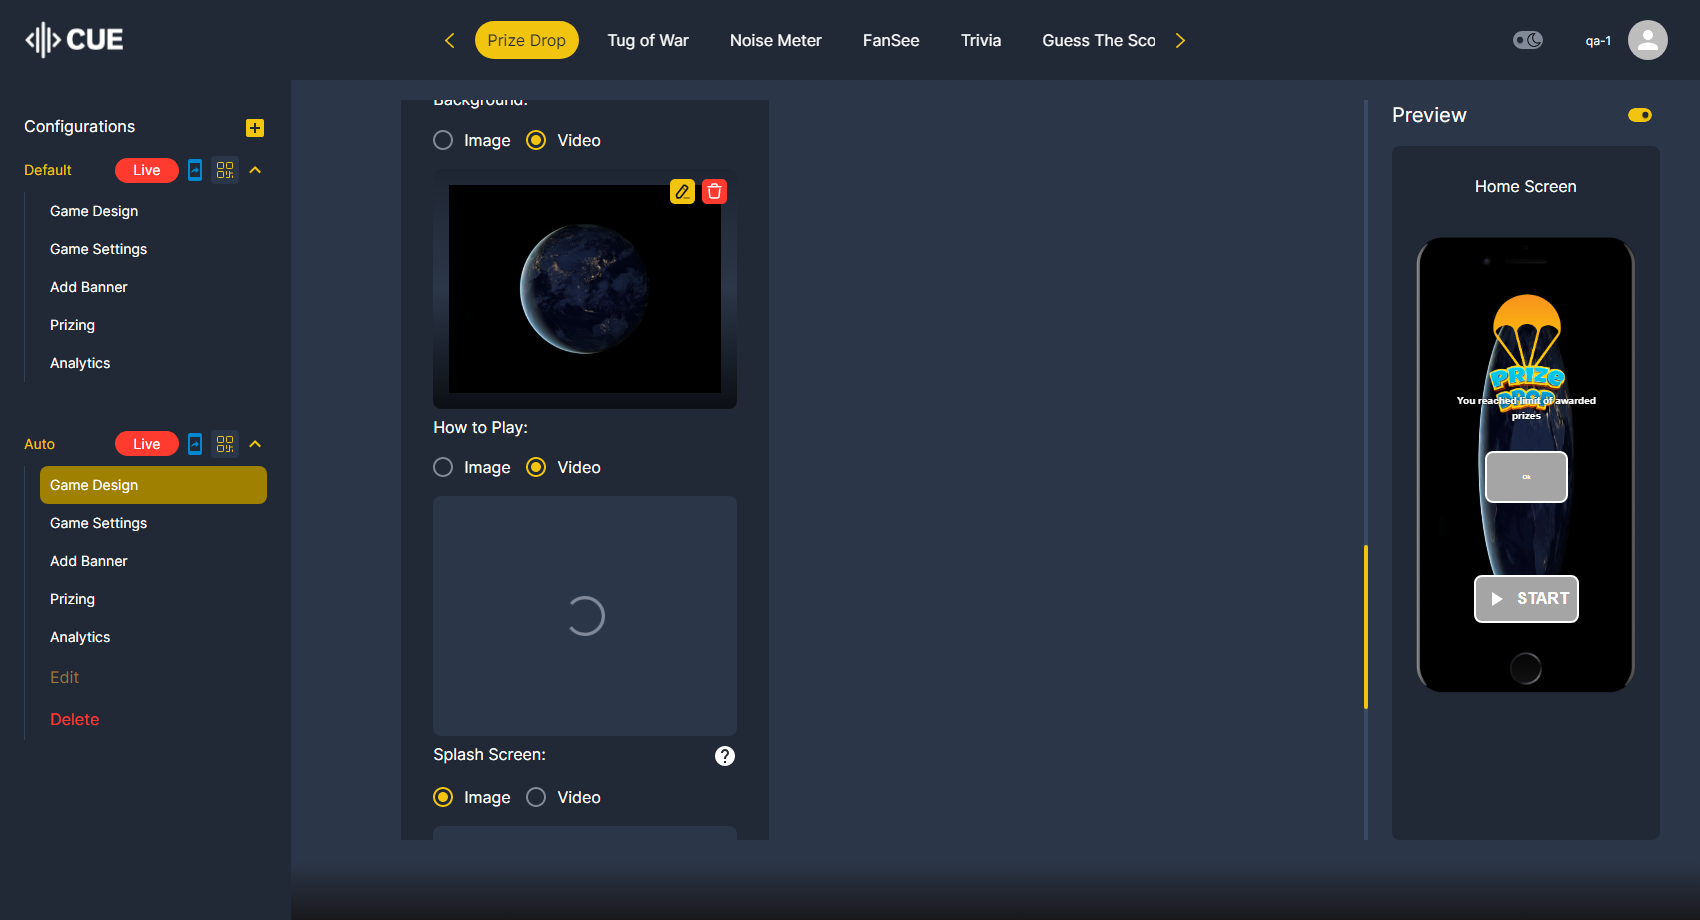 CUE
Prize Drop
Tug of War
Noise Meter
FanSee
Trivia
Guess The Sco
qa-1
Configurations
Default
Live
Game Design
Game Settings
Add Banner
Prizing
Analytics
Auto
Live
Game Design
Game Settings
Add Banner
Prizing
Analytics
Edit
Delete
Background:
Image
Video
How to Play:
Image
Video
Splash Screen:
?
Image
Video
Preview
Home Screen
PRIZE
DROP
You reached limit of awarded
prizes
Ok
START